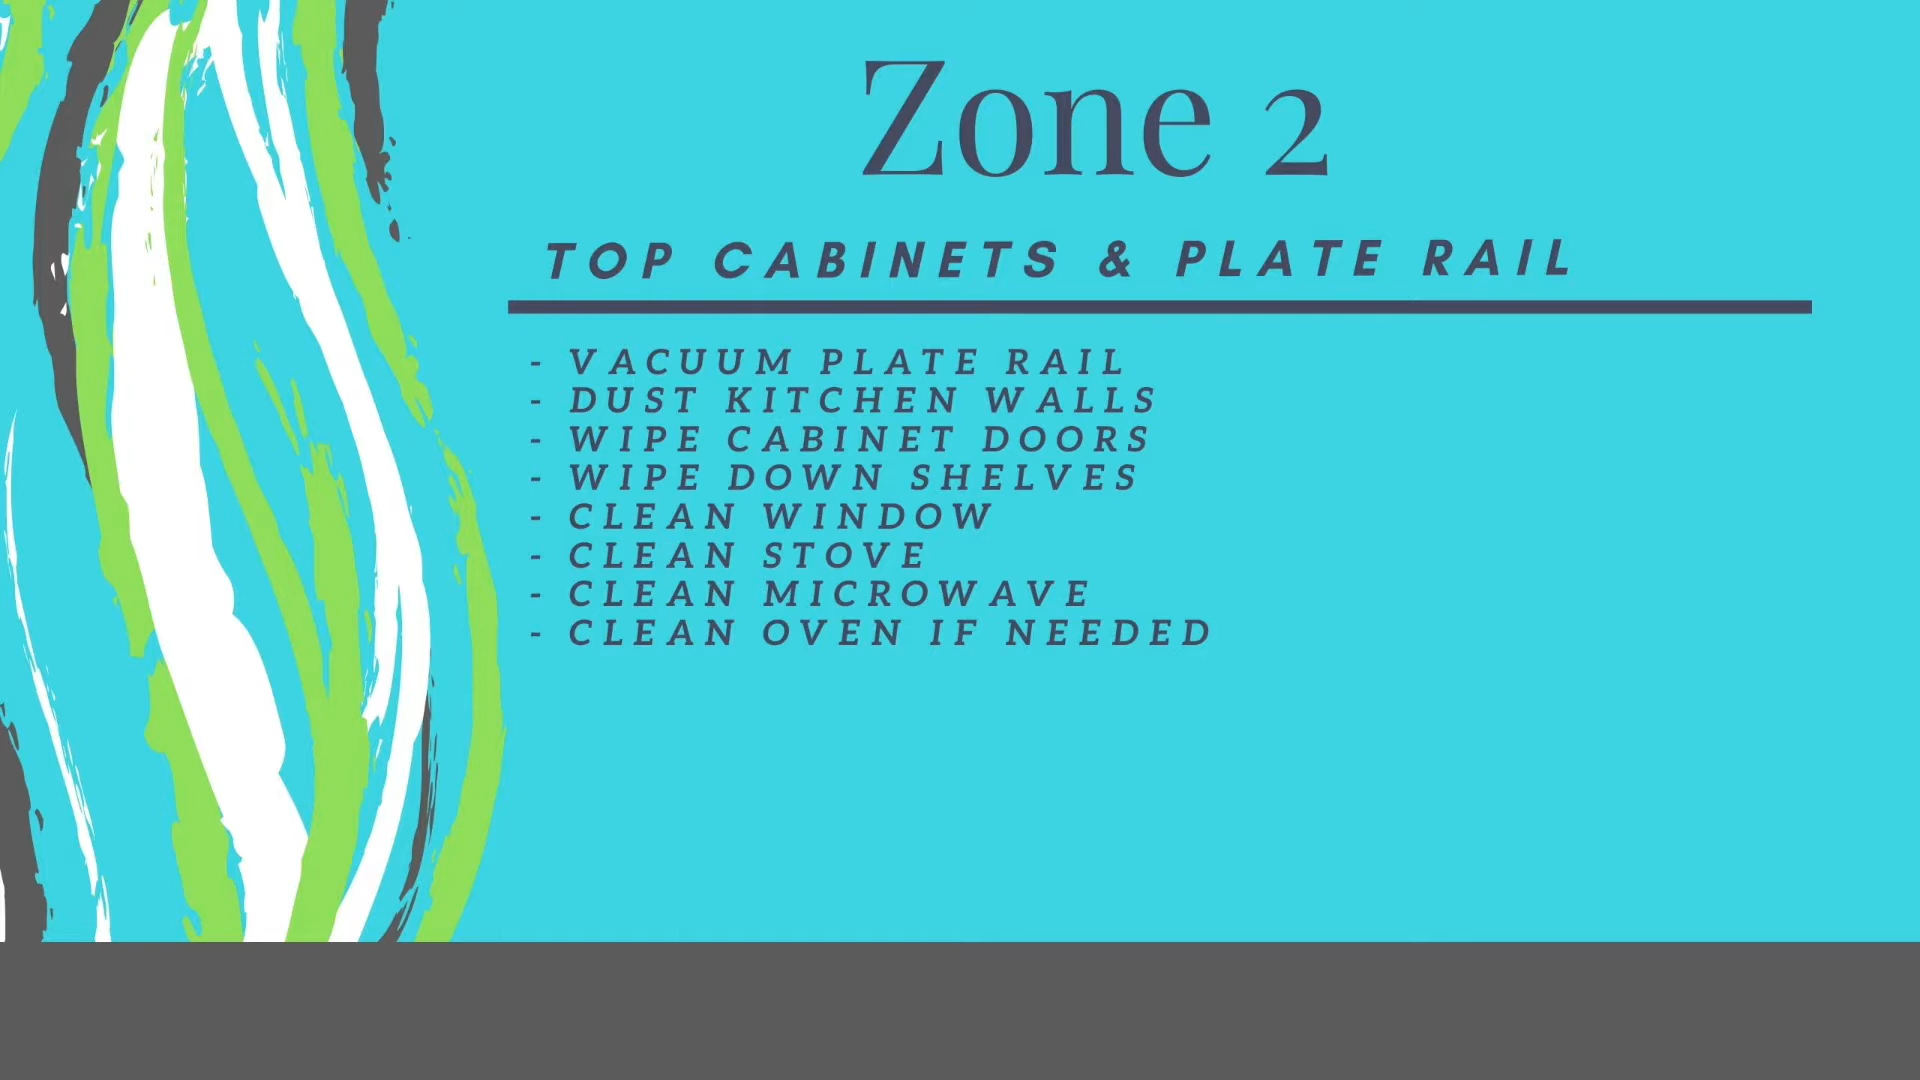 Zone 2
TOP CABINETS & PLATE RAIL
- VACUUM PLATE RAIL
- DUST KITCHEN WALLS
- WIPE CABINET DOORS
- WIPE DOWN SHELVES
- CLEAN WINDOW
- CLEAN STOVE
- CLEAN MICROWAVE
- CLEAN OVEN IF NEEDED